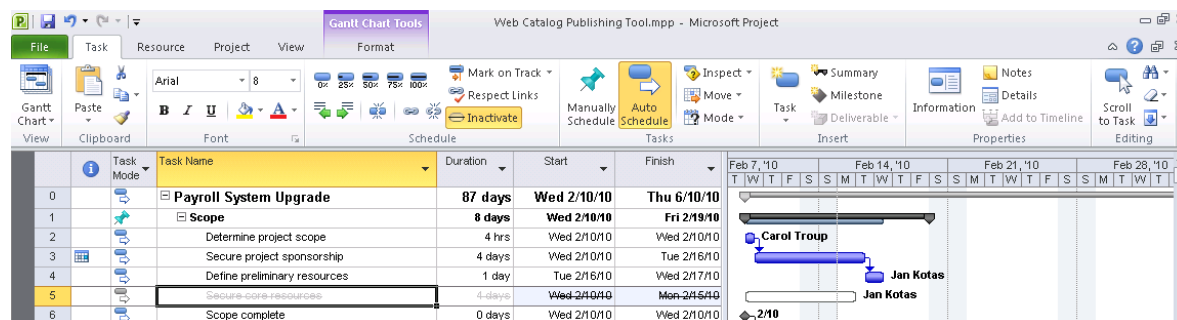 Gantt Chart Tools
Web Catalog Publishing Tool.mpp - Microsoft Project
File Task Resource Project View Format
Arial 8
0% 25% 50% 75% 100%
Mark on Track
Respect Links
Inactivate
B I U A
Gantt Chart
Paste
Manually Schedule
Auto Schedule
Inspect
Move
Mode
Task
Summary
Milestone
Deliverable
Information
Notes
Details
Add to Timeline
Scroll to Task
View Clipboard Font Schedule Tasks Insert Properties Editing
Task Mode Task Name Duration Start Finish
Feb 7, '10 Feb 14, '10 Feb 21, '10 Feb 28, '10
T W T F S S M T W T F S S M T W T F S S M T W T
0 Payroll System Upgrade 87 days Wed 2/10/10 Thu 6/10/10
1 Scope 8 days Wed 2/10/10 Fri 2/19/10
2 Determine project scope 4 hrs Wed 2/10/10 Wed 2/10/10 Carol Troup
3 Secure project sponsorship 4 days Wed 2/10/10 Tue 2/16/10
4 Define preliminary resources 1 day Tue 2/16/10 Wed 2/17/10 Jan Kotas
5 Secure core resources 4 days Wed 2/10/10 Mon 2/15/10 Jan Kotas
6 Scope complete 0 days Wed 2/10/10 Wed 2/10/10 2/10